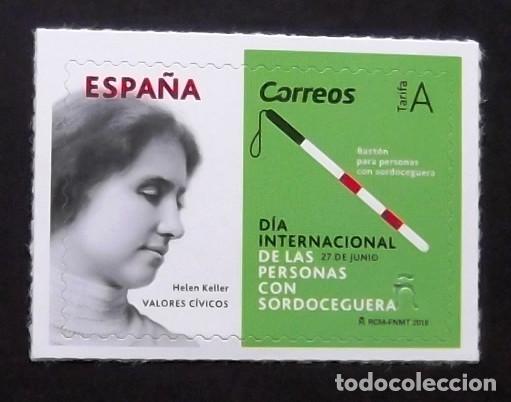 ESPAÑA
Helen Keller
VALORES CÍVICOS
Correos
Tarifa A
Bastón
para personas
con sordoceguera
DÍA
INTERNACIONAL
27 DE JUNIO
DE LAS
PERSONAS
CON
SORDOCEGUERA
Ñ
RCM-FNMT 2018
todocoleccion